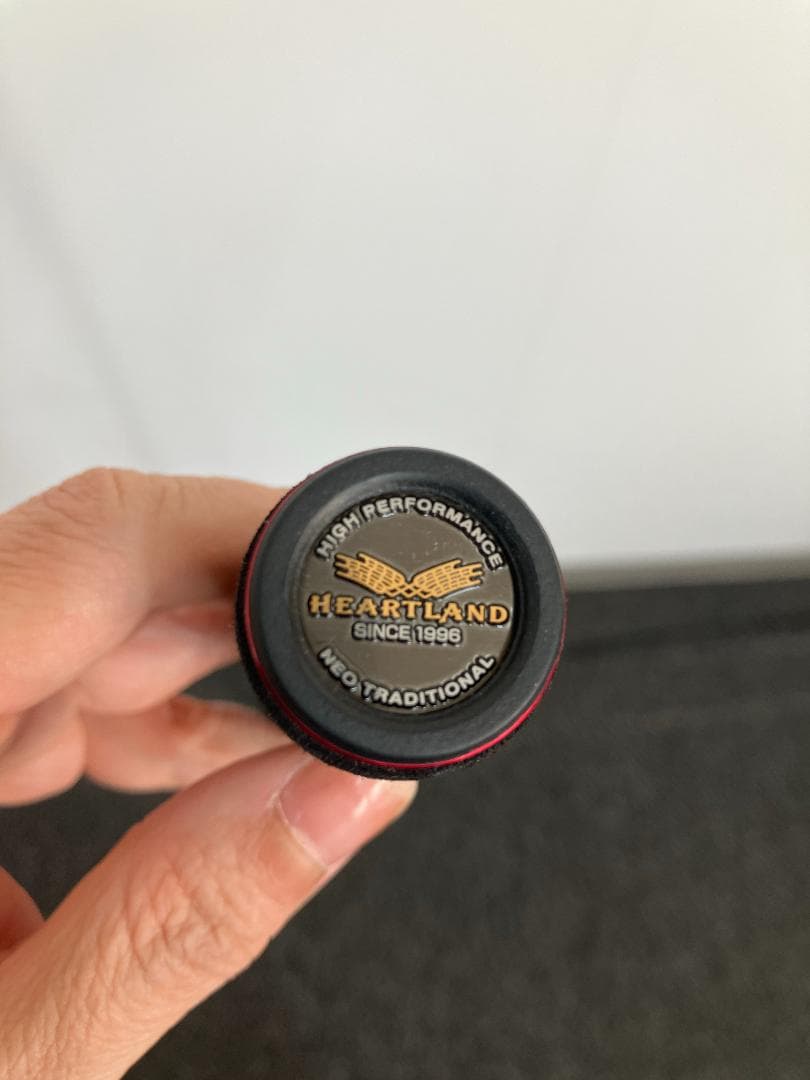 HIGH PERFORMANCE
HEARTLAND
SINCE 1996
NEO TRADITIONAL